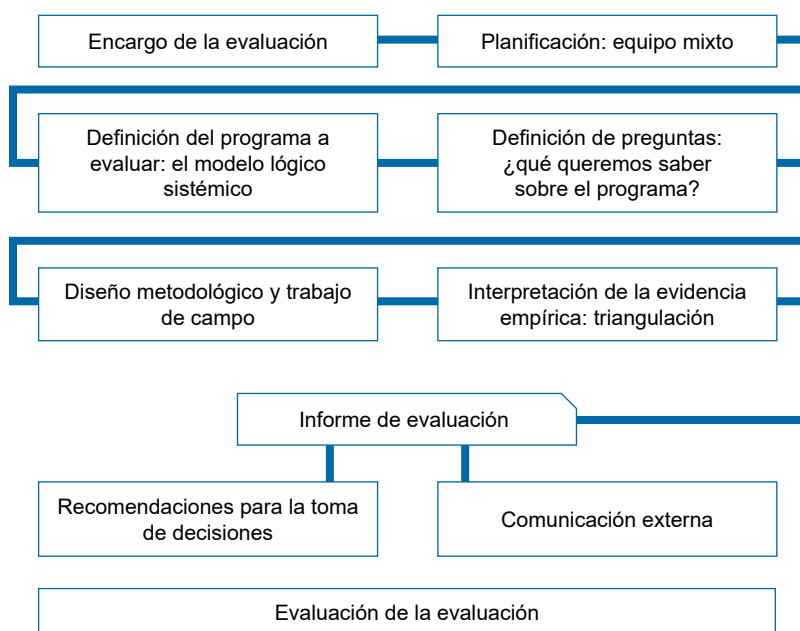 Encargo de la evaluación
Planificación: equipo mixto
Definición del programa a
evaluar: el modelo lógico
sistémico
Definición de preguntas:
¿qué queremos saber
sobre el programa?
Diseño metodológico y trabajo
de campo
Interpretación de la evidencia
empírica: triangulación
Informe de evaluación
Recomendaciones para la toma
de decisiones
Comunicación externa
Evaluación de la evaluación